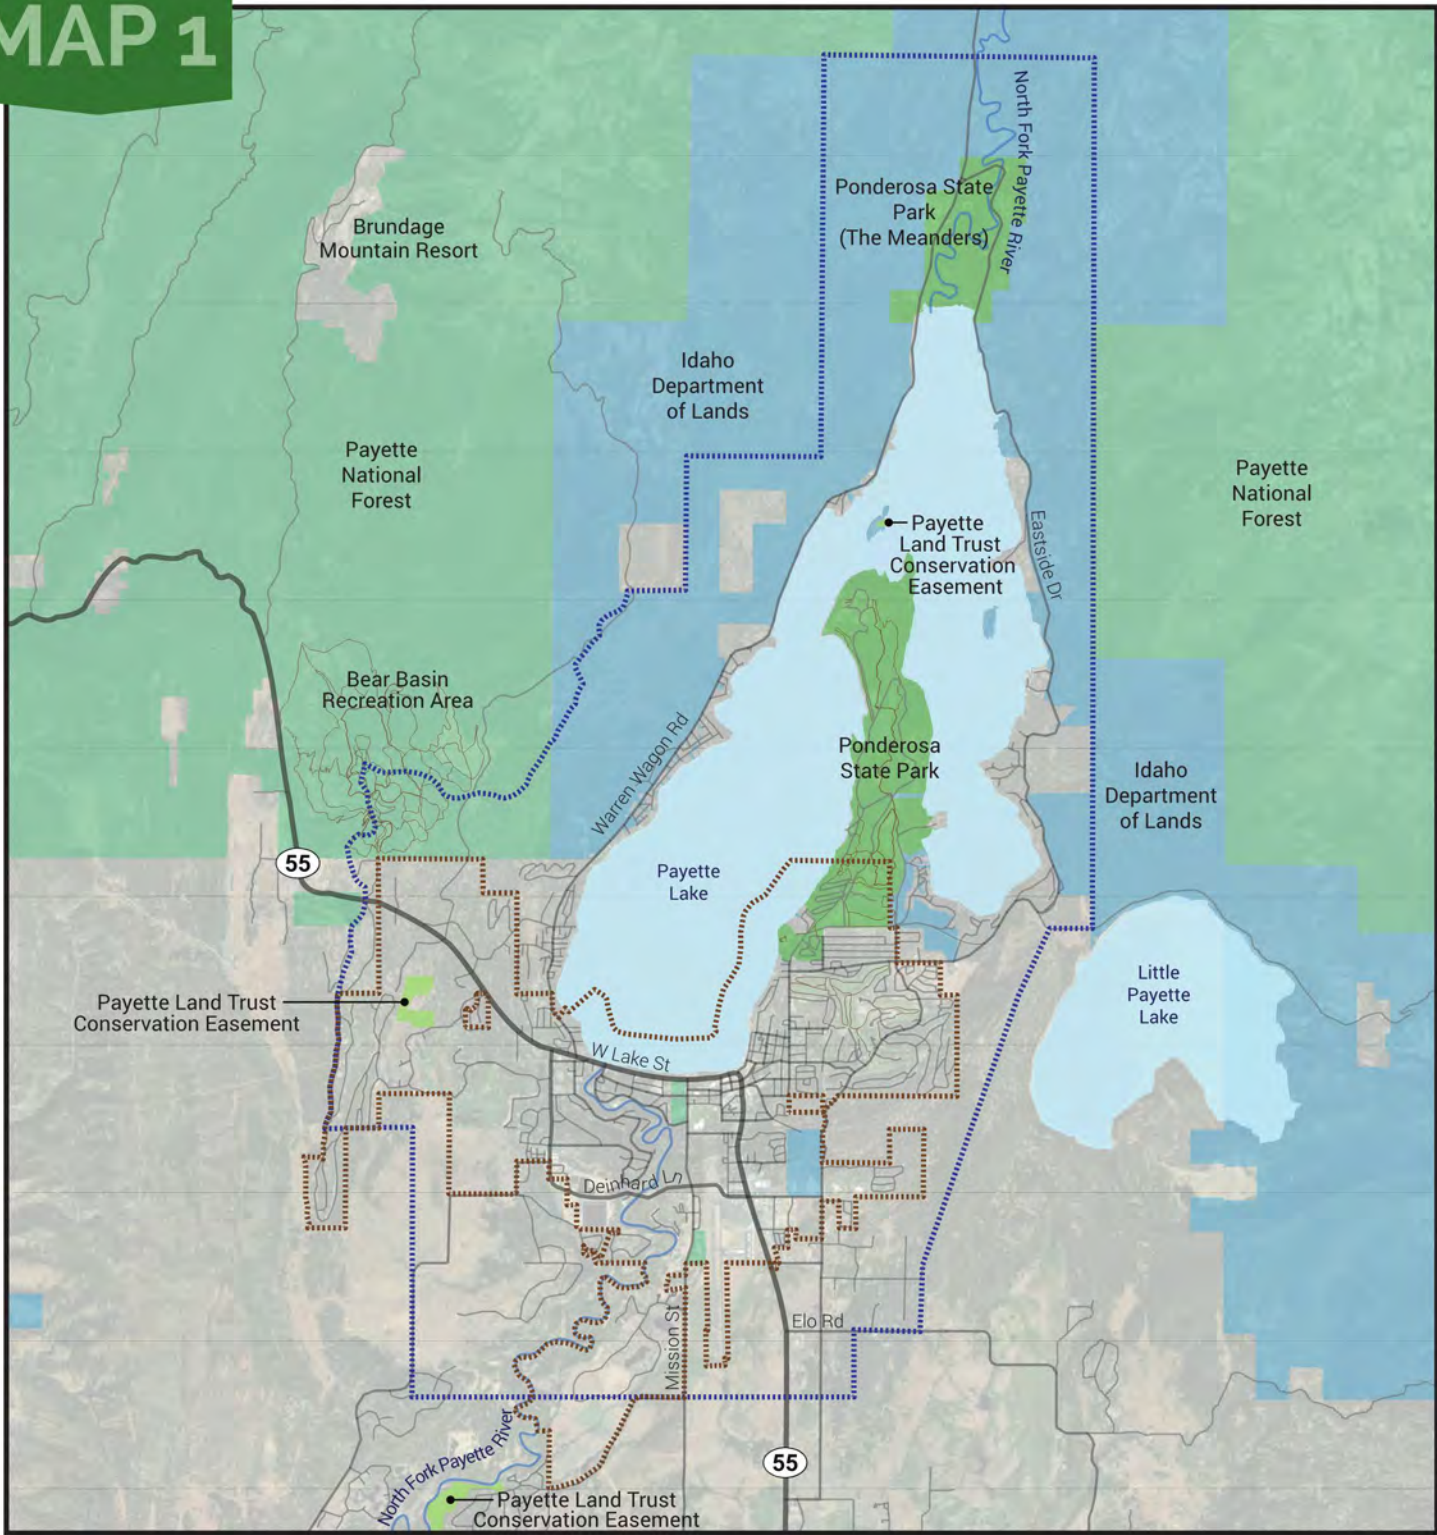 MAP 1
North Fork Payette River
Ponderosa State
Park
(The Meanders)
Brundage
Mountain Resort
Idaho
Department
of Lands
Payette
National
Forest
Payette
National
Forest
Payette
Land Trust
Conservation
Easement
Eastside Dr
Bear Basin
Recreation Area
Warren Wagon Rd
Ponderosa
State Park
Idaho
Department
of Lands
55
Payette
Lake
Little
Payette
Lake
Payette Land Trust
Conservation Easement
W Lake St
Deinhard Ln
Mission St
Elo Rd
North Fork Payette River
55
Payette Land Trust
Conservation Easement